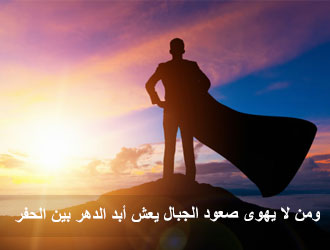 ومن لا يهوى صعود الجبال يعش أبد الدهر بين الحفر